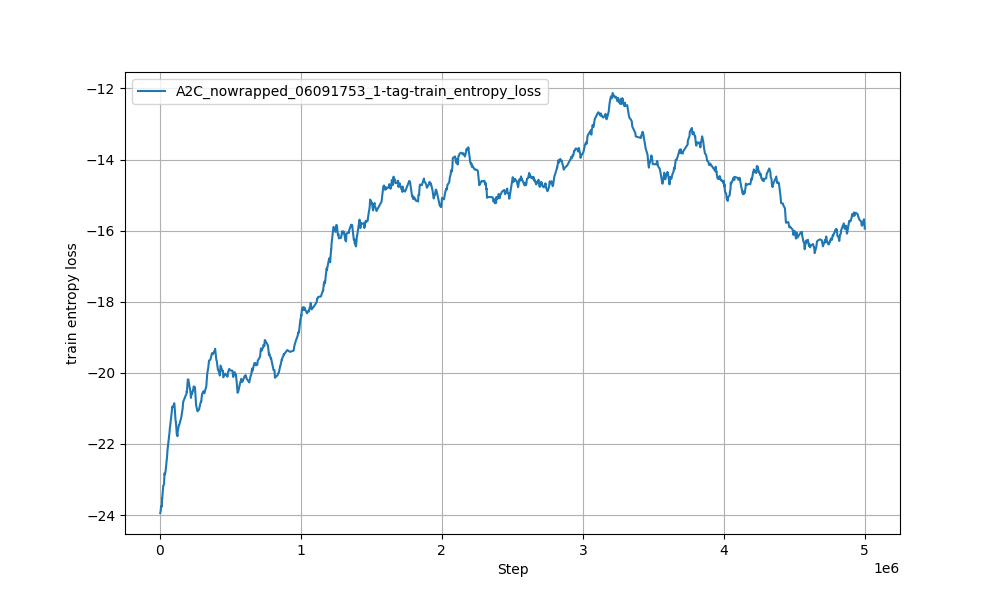 A2C_nowrapped_06091753_1-tag-train_entropy_loss
train entropy loss
−12
−14
−16
−18
−20
−22
−24
0 1 2 3 4 5
1e6
Step